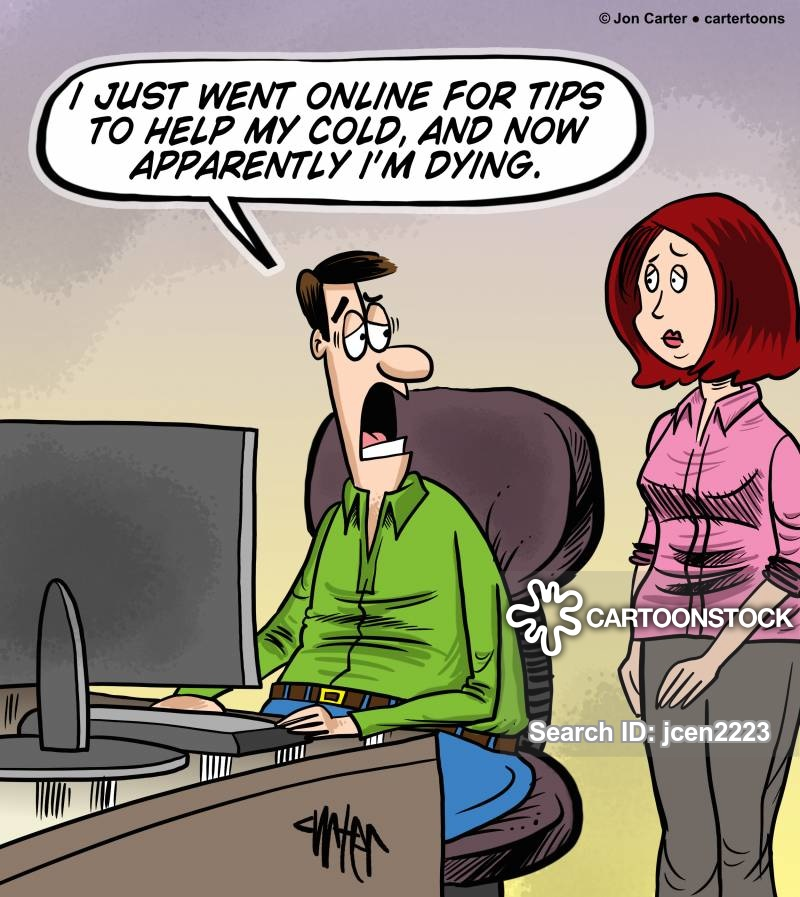 © Jon Carter ● cartertoons
I JUST WENT ONLINE FOR TIPS
TO HELP MY COLD, AND NOW
APPARENTLY I'M DYING.
CARTOONSTOCK
Search ID: jcen2223
Carter